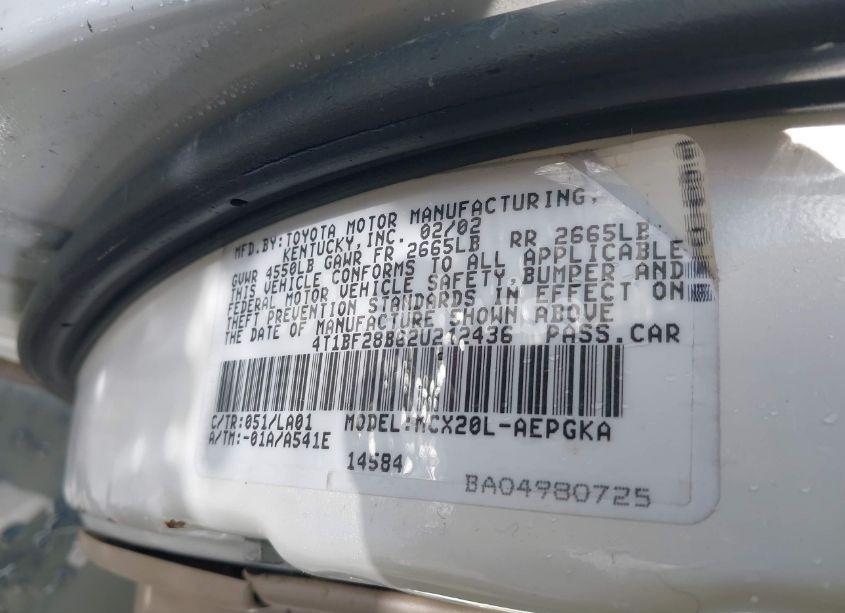 MFD.BY:TOYOTA MOTOR MANUFACTURING,
KENTUCKY,INC. 02/02
GVWR 4550LB GAWR FR 2665LB RR 2665LB
THIS VEHICLE CONFORMS TO ALL APPLICABLE
FEDERAL MOTOR VEHICLE SAFETY,BUMPER AND
THEFT PREVENTION STANDARDS IN EFFECT ON
THE DATE OF MANUFACTURE SHOWN ABOVE
PASS.CAR
C/TR:051/LA01 MODEL:MCX20L-AEPGKA
A/TM:-01A/A541E
14584
BA04980725